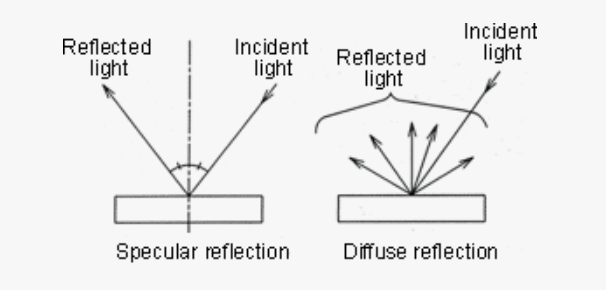 Reflected
light
Incident
light
Specular reflection
Reflected
light
Incident
light
Diffuse reflection